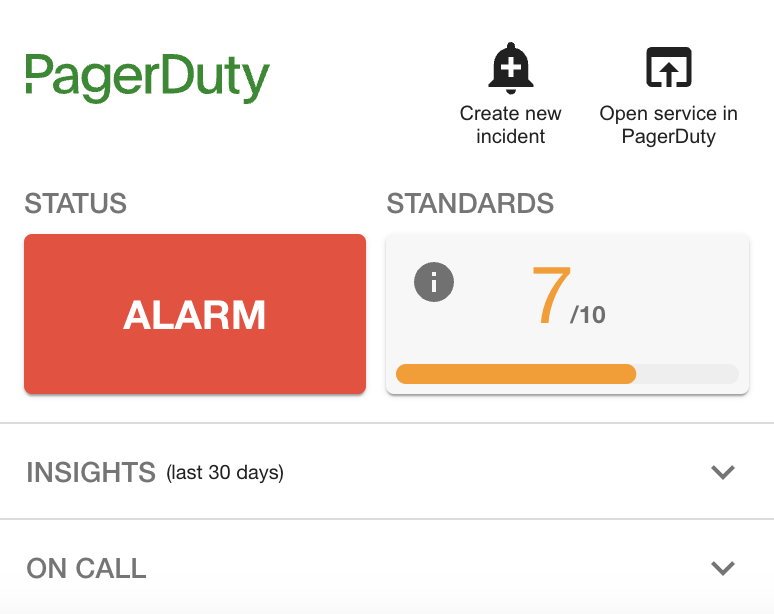 PagerDuty
Create new
incident
Open service in
PagerDuty
STATUS
STANDARDS
ALARM
i
7/10
INSIGHTS (last 30 days)
ON CALL